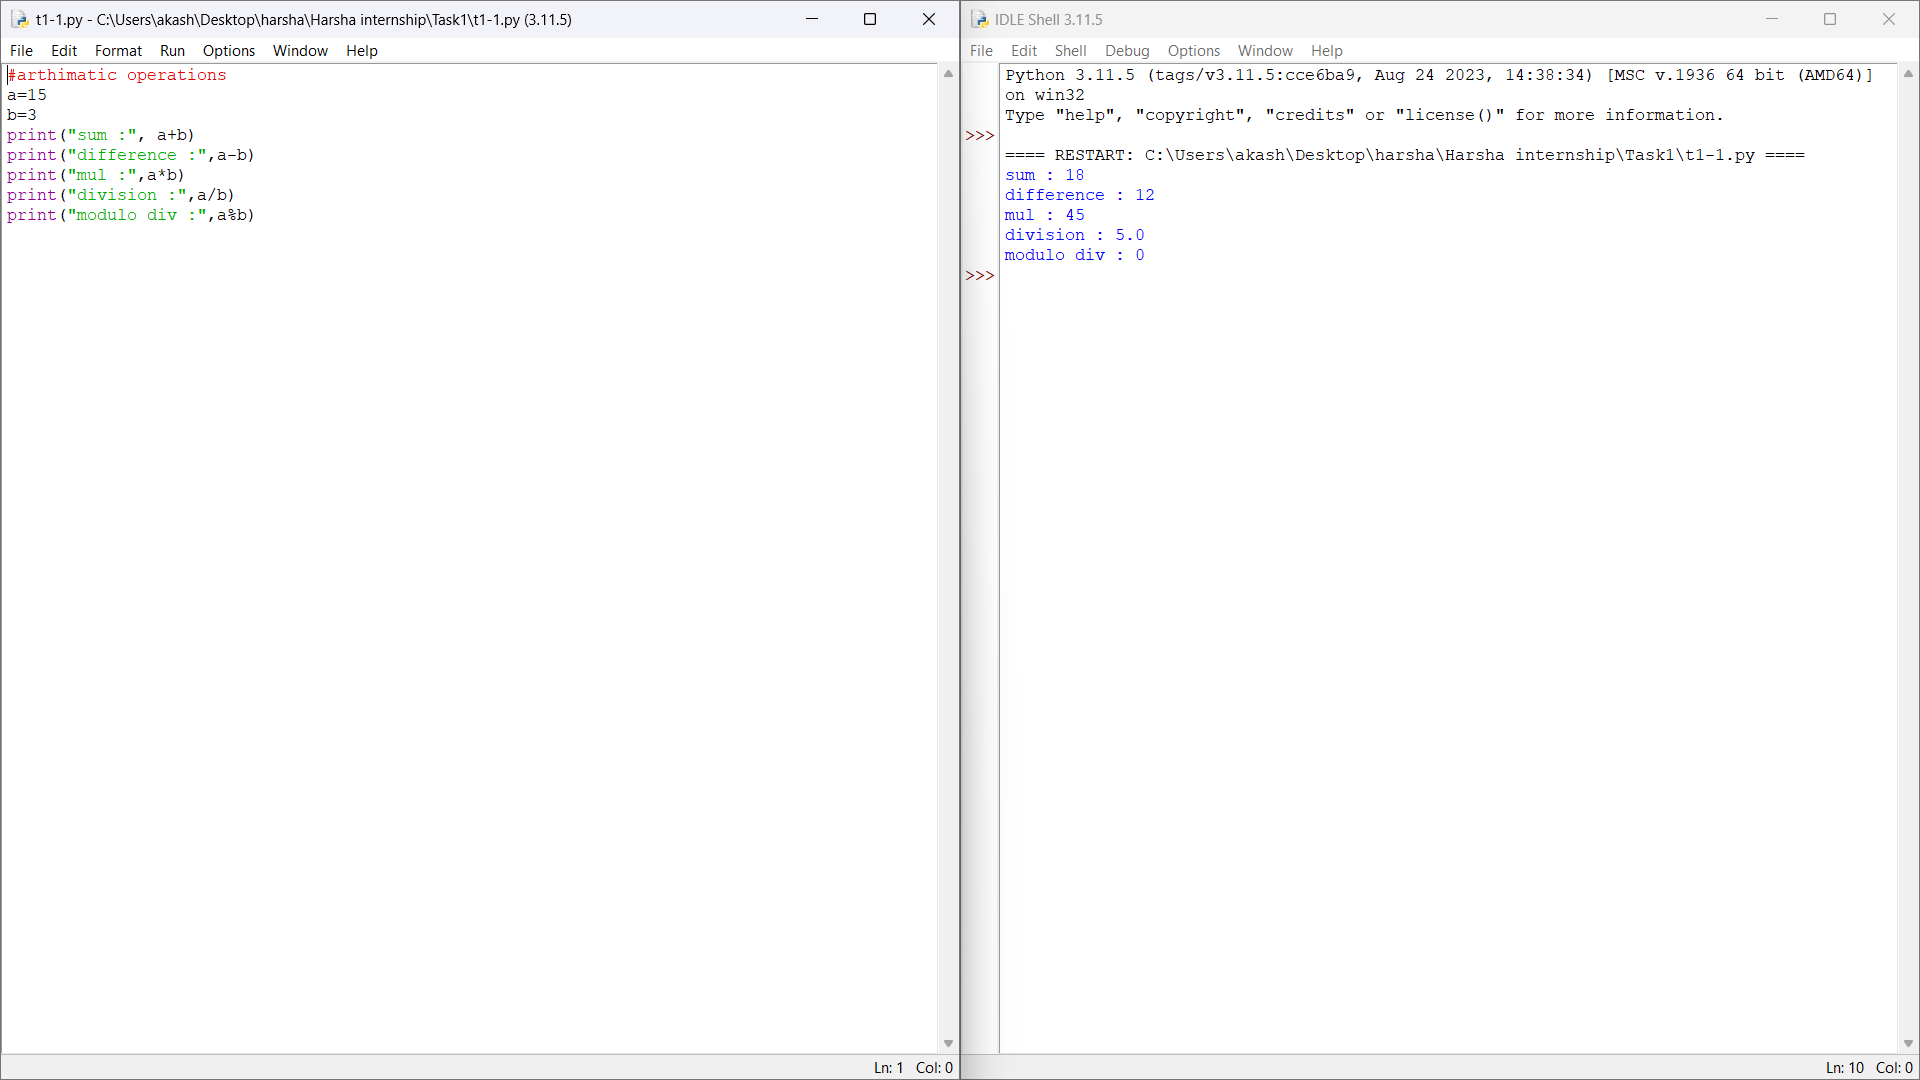 t1-1.py - C:\Users\akash\Desktop\harsha\Harsha internship\Task1\t1-1.py (3.11.5)
File Edit Format Run Options Window Help
#arthimatic operations
a=15
b=3
print("sum :", a+b)
print("difference :",a-b)
print("mul :",a*b)
print("division :",a/b)
print("modulo div :",a%b)
Ln: 1 Col: 0
IDLE Shell 3.11.5
File Edit Shell Debug Options Window Help
Python 3.11.5 (tags/v3.11.5:cce6ba9, Aug 24 2023, 14:38:34) [MSC v.1936 64 bit (AMD64)]
on win32
Type "help", "copyright", "credits" or "license()" for more information.
>>>
==== RESTART: C:\Users\akash\Desktop\harsha\Harsha internship\Task1\t1-1.py ====
sum : 18
difference : 12
mul : 45
division : 5.0
modulo div : 0
>>>
Ln: 10 Col: 0